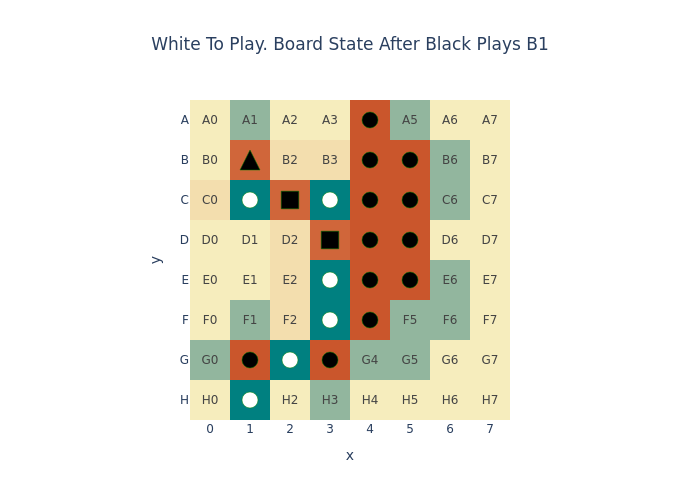 White To Play. Board State After Black Plays B1
A A0 A1 A2 A3 A5 A6 A7
B B0 B2 B3 B6 B7
C C0 C6 C7
D D0 D1 D2 D6 D7
y
E E0 E1 E2 E6 E7
F F0 F1 F2 F5 F6 F7
G G0 G4 G5 G6 G7
H H0 H2 H3 H4 H5 H6 H7
0 1 2 3 4 5 6 7
x